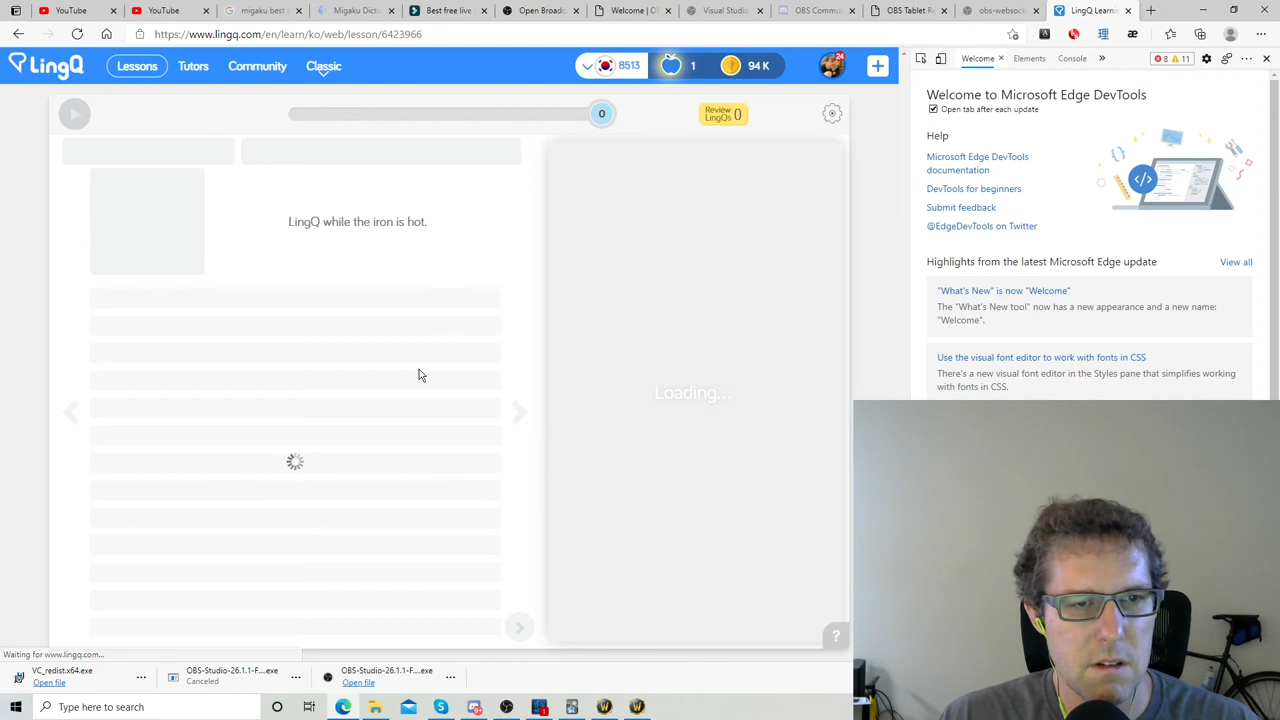 YouTube
YouTube
migaku best
Migaku Dictio
Best free live
Open Broadc
Welcome | O
Visual Studio
OBS Commu
OBS Tablet Re
obs-websock
LingQ Learnin
https://www.lingq.com/en/learn/ko/web/lesson/6423966
LingQ
Lessons
Tutors
Community
Classic
8513
1
94 K
24
Welcome
Elements
Console
8
11
0
Review
LingQs ()
LingQ while the iron is hot.
Loading...
Welcome to Microsoft Edge DevTools
Open tab after each update
Help
Microsoft Edge DevTools
documentation
DevTools for beginners
Submit feedback
@EdgeDevTools on Twitter
Highlights from the latest Microsoft Edge update
View all
"What's New" is now "Welcome"
The "What's New tool" now has a new appearance and a new name:
"Welcome".
Use the visual font editor to work with fonts in CSS
There's a new visual font editor in the Styles pane that simplifies working
with fonts in CSS.
?
Waiting for www.lingq.com...
VC_redist.x64.exe
Open file
OBS-Studio-26.1.1-F....exe
Canceled
OBS-Studio-26.1.1-F....exe
Open file
Type here to search
1